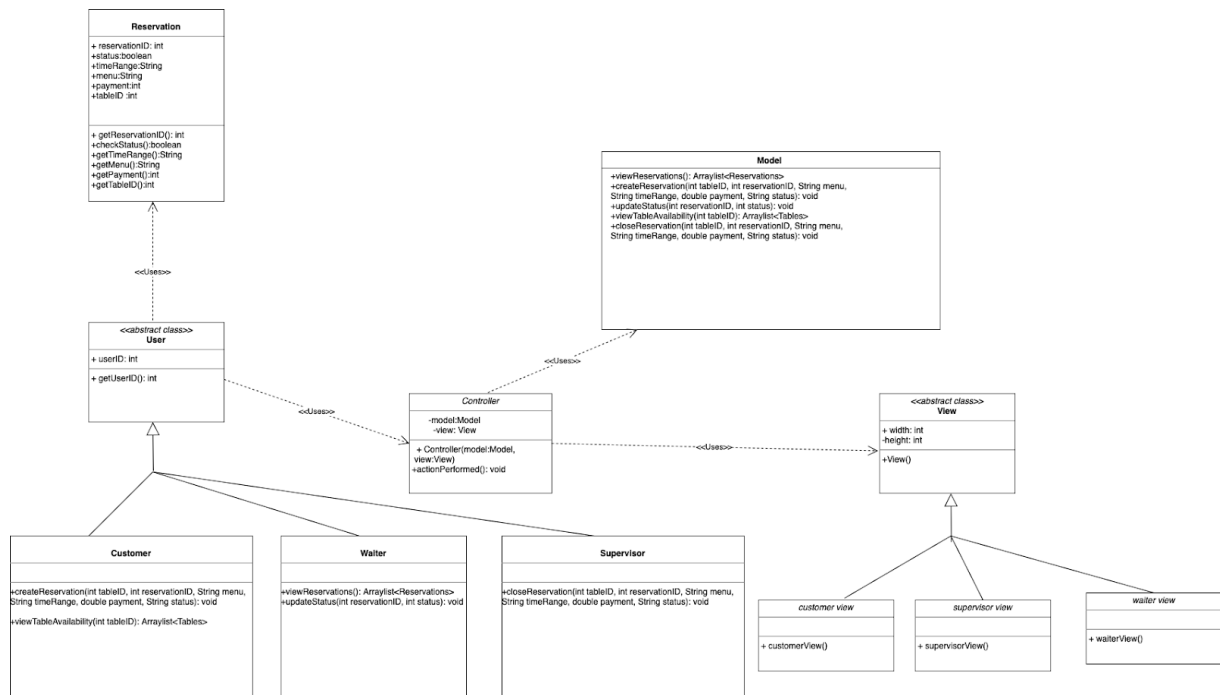 Reservation
+ reservationID: int
+status:boolean
+timeRange:String
+menu:String
+payment:int
+tableID :int
+ getReservationID(): int
+checkStatus():boolean
+getTimeRange():String
+getMenu():String
+getPayment():int
+getTableID():int
<<Uses>>
Model
+viewReservations(): Arraylist<Reservations>
+createReservation(int tableID, int reservationID, String menu,
String timeRange, double payment, String status): void
+updateStatus(int reservationID, int status): void
+viewTableAvailability(int tableID): Arraylist<Tables>
+closeReservation(int tableID, int reservationID, String menu,
String timeRange, double payment, String status): void
<<abstract class>>
User
+ userID: int
+ getUserID(): int
<<Uses>>
<<Uses>>
Controller
-model:Model
-view: View
+ Controller(model:Model,
view:View)
+actionPerformed(): void
<<Uses>>
<<abstract class>>
View
+ width: int
-height: int
+View()
Customer
+createReservation(int tableID, int reservationID, String menu,
String timeRange, double payment, String status): void
+viewTableAvailability(int tableID): Arraylist<Tables>
Waiter
+viewReservations(): Arraylist<Reservations>
+updateStatus(int reservationID, int status): void
Supervisor
+closeReservation(int tableID, int reservationID, String menu,
String timeRange, double payment, String status): void
customer view
+ customerView()
supervisor view
+ supervisorView()
waiter view
+ waiterView()